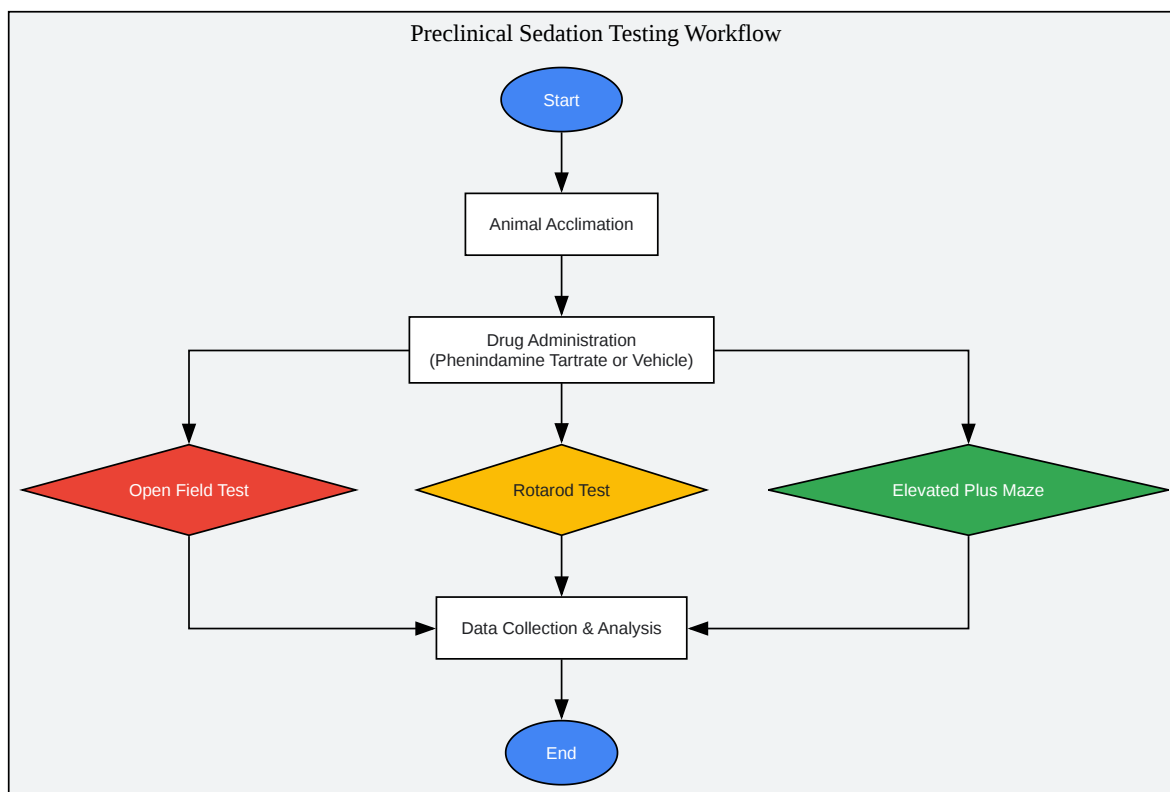 Preclinical Sedation Testing Workflow
Start
Animal Acclimation
Drug Administration
(Phenindamine Tartrate or Vehicle)
Open Field Test
Rotarod Test
Elevated Plus Maze
Data Collection & Analysis
End